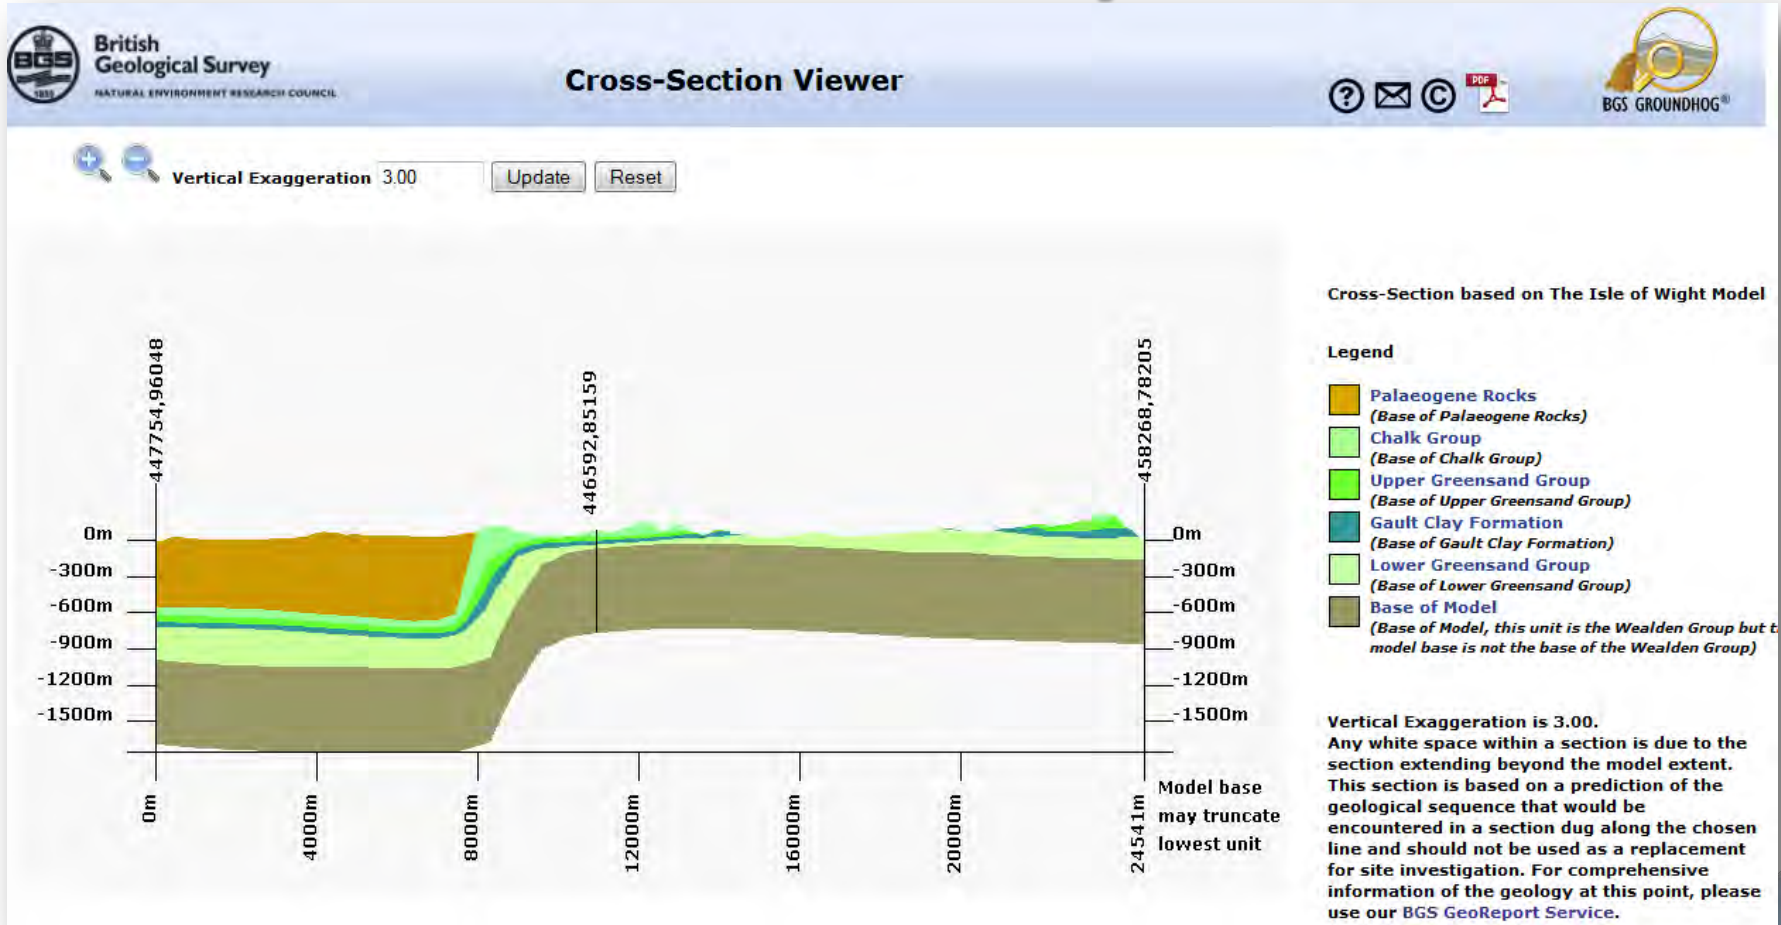 British
Geological Survey
NATURAL ENVIRONMENT RESEARCH COUNCIL
BGS
1835
Cross-Section Viewer
?
C
PDF
BGS GROUNDHOG®
Vertical Exaggeration 3.00 Update Reset
447754,96048
446592,85159
458268,78205
0m
-300m
-600m
-900m
-1200m
-1500m
0m
-300m
-600m
-900m
-1200m
-1500m
0m
4000m
8000m
12000m
16000m
20000m
24541m
Model base
may truncate
lowest unit
Cross-Section based on The Isle of Wight Model
Legend
Palaeogene Rocks
(Base of Palaeogene Rocks)
Chalk Group
(Base of Chalk Group)
Upper Greensand Group
(Base of Upper Greensand Group)
Gault Clay Formation
(Base of Gault Clay Formation)
Lower Greensand Group
(Base of Lower Greensand Group)
Base of Model
(Base of Model, this unit is the Wealden Group but t
model base is not the base of the Wealden Group)
Vertical Exaggeration is 3.00.
Any white space within a section is due to the
section extending beyond the model extent.
This section is based on a prediction of the
geological sequence that would be
encountered in a section dug along the chosen
line and should not be used as a replacement
for site investigation. For comprehensive
information of the geology at this point, please
use our BGS GeoReport Service.